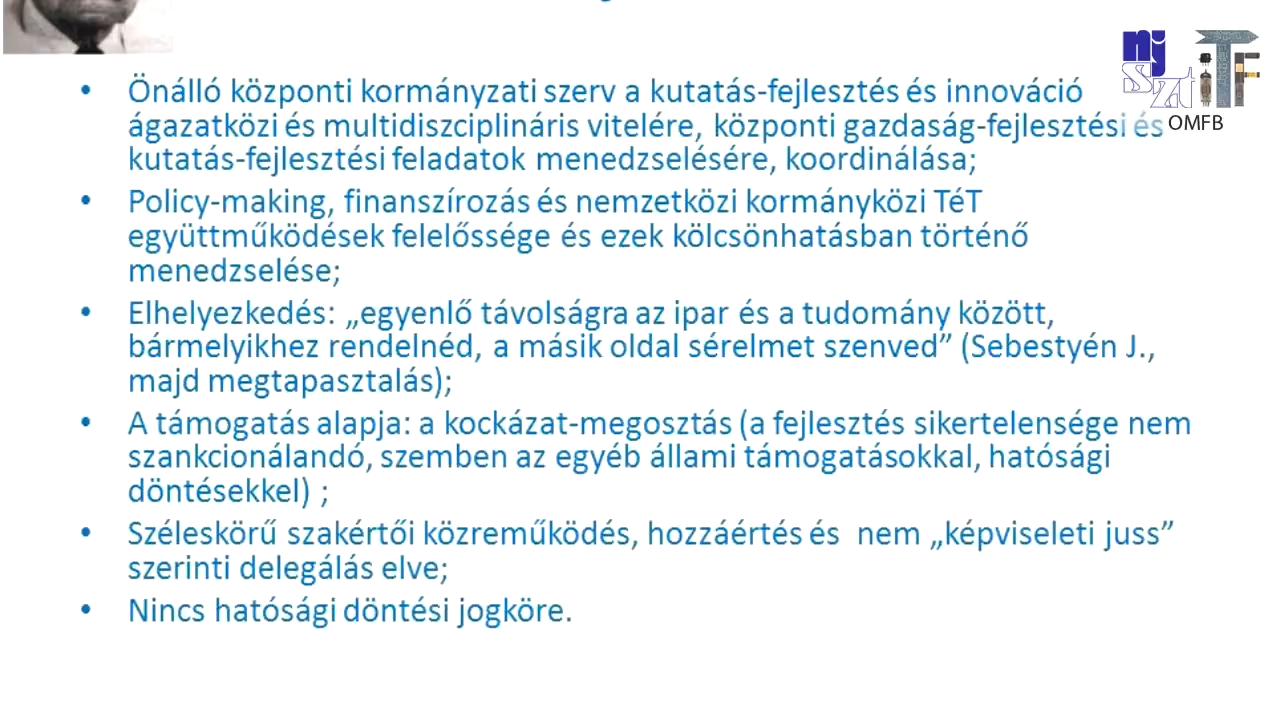 • Önálló központi kormányzati szerv a kutatás-fejlesztés és innováció
ágazatközi és multidiszciplináris vitelére, központi gazdaság-fejlesztési és
kutatás-fejlesztési feladatok menedzselésére, koordinálása;
• Policy-making, finanszírozás és nemzetközi kormányközi TéT
együttműködések felelőssége és ezek kölcsönhatásban történő
menedzselése;
• Elhelyezkedés: „egyenlő távolságra az ipar és a tudomány között,
bármelyikhez rendelnéd, a másik oldal sérelmet szenved” (Sebestyén J.,
majd megtapasztalás);
• A támogatás alapja: a kockázat-megosztás (a fejlesztés sikertelensége nem
szankcionálandó, szemben az egyéb állami támogatásokkal, hatósági
döntésekkel) ;
• Széleskörű szakértői közreműködés, hozzáértés és nem „képviseleti juss”
szerinti delegálás elve;
• Nincs hatósági döntési jogköre.
nj
szt
iTF
OMFB